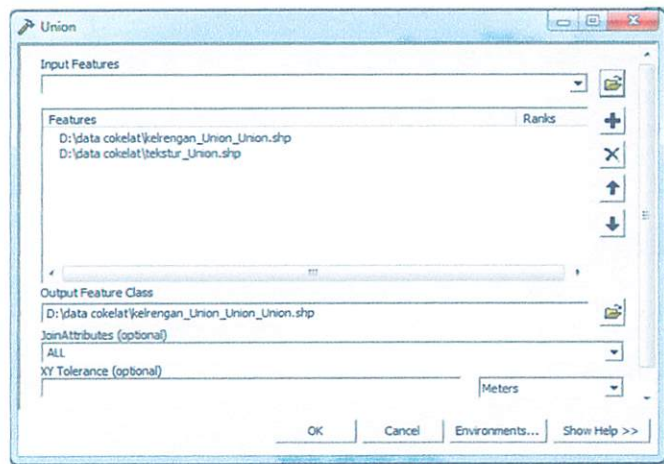 Union
Input Features
Features Ranks
D:\data cokelat\kelrengan_Union_Union.shp
D:\data cokelat\tekstur_Union.shp
Output Feature Class
D:\data cokelat\kelrengan_Union_Union_Union.shp
JoinAttributes (optional)
ALL
XY Tolerance (optional)
Meters
OK Cancel Environments... Show Help >>